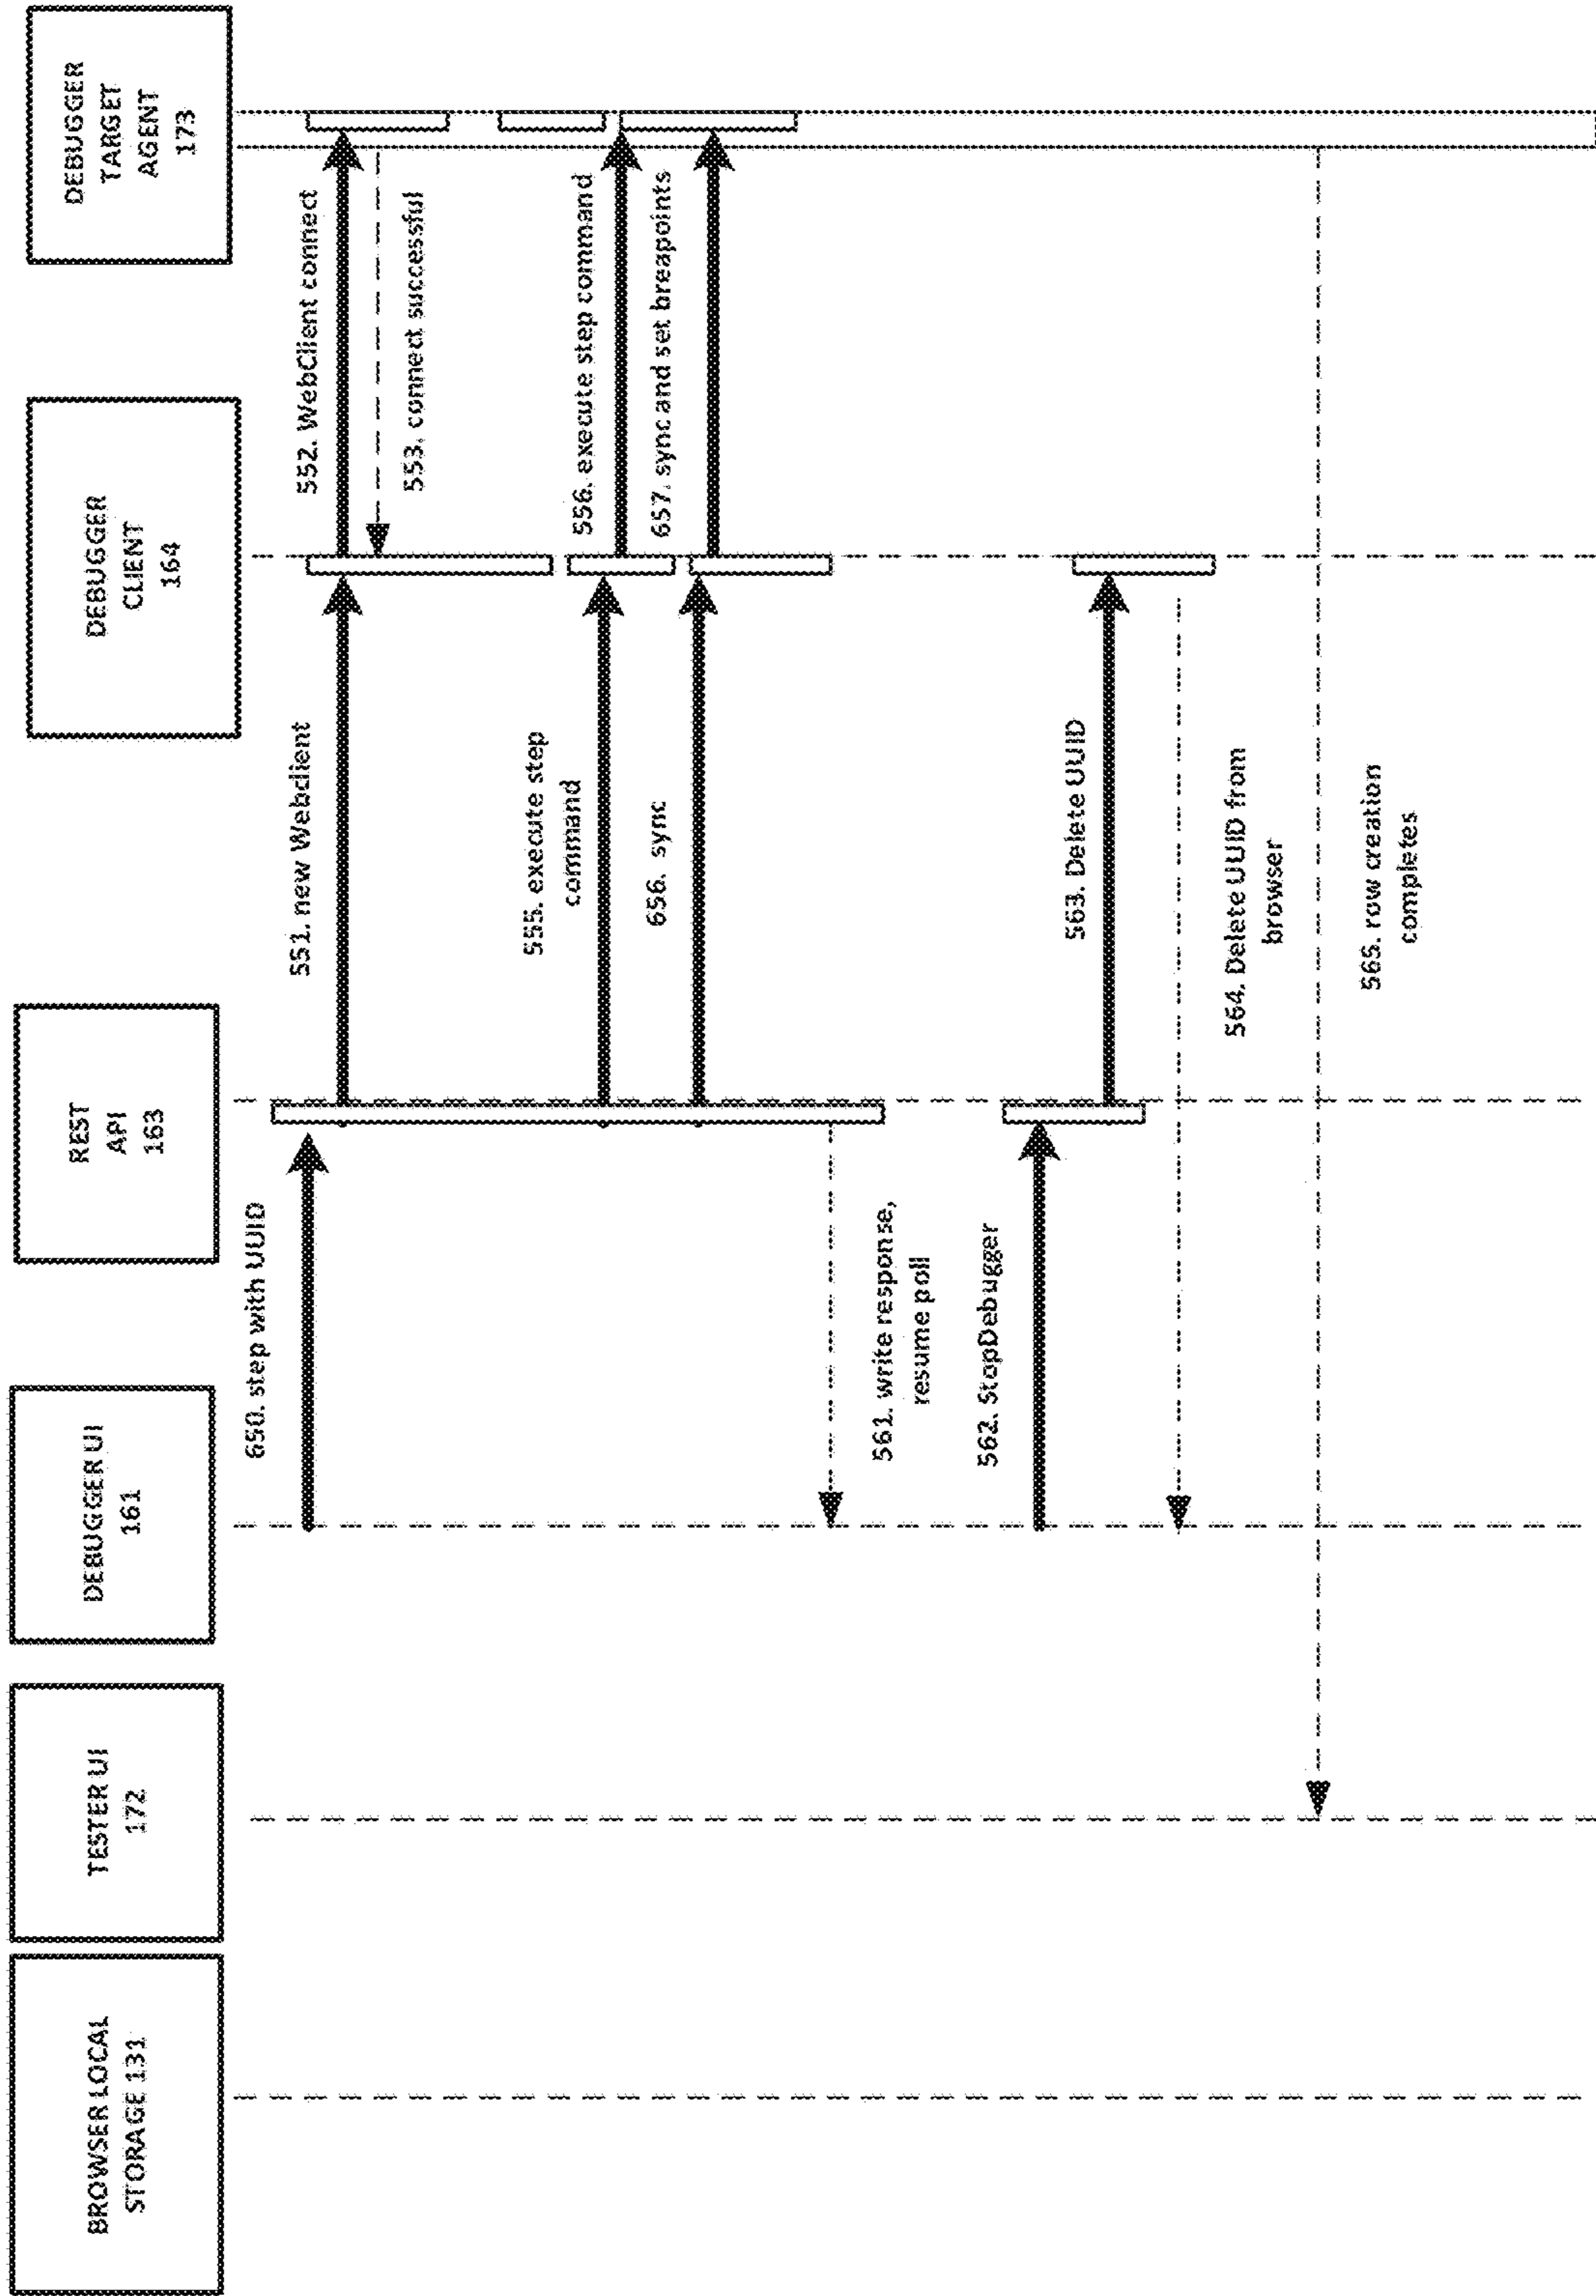 BROWSER LOCAL
STORAGE 131
TESTER UI
172
DEBUGGER UI
161
REST
API
163
DEBUGGER
CLIENT
164
DEBUGGER
TARGET
AGENT
173
650. step with UUID
551. new Webclient
552. WebClient connect
553. connect successful
555. execute step
command
556. execute step command
656. sync
657. sync and set breapoints
561. write response,
resume poll
562. StopDebugger
563. Delete UUID
564. Delete UUID from
browser
565. row creation
completes